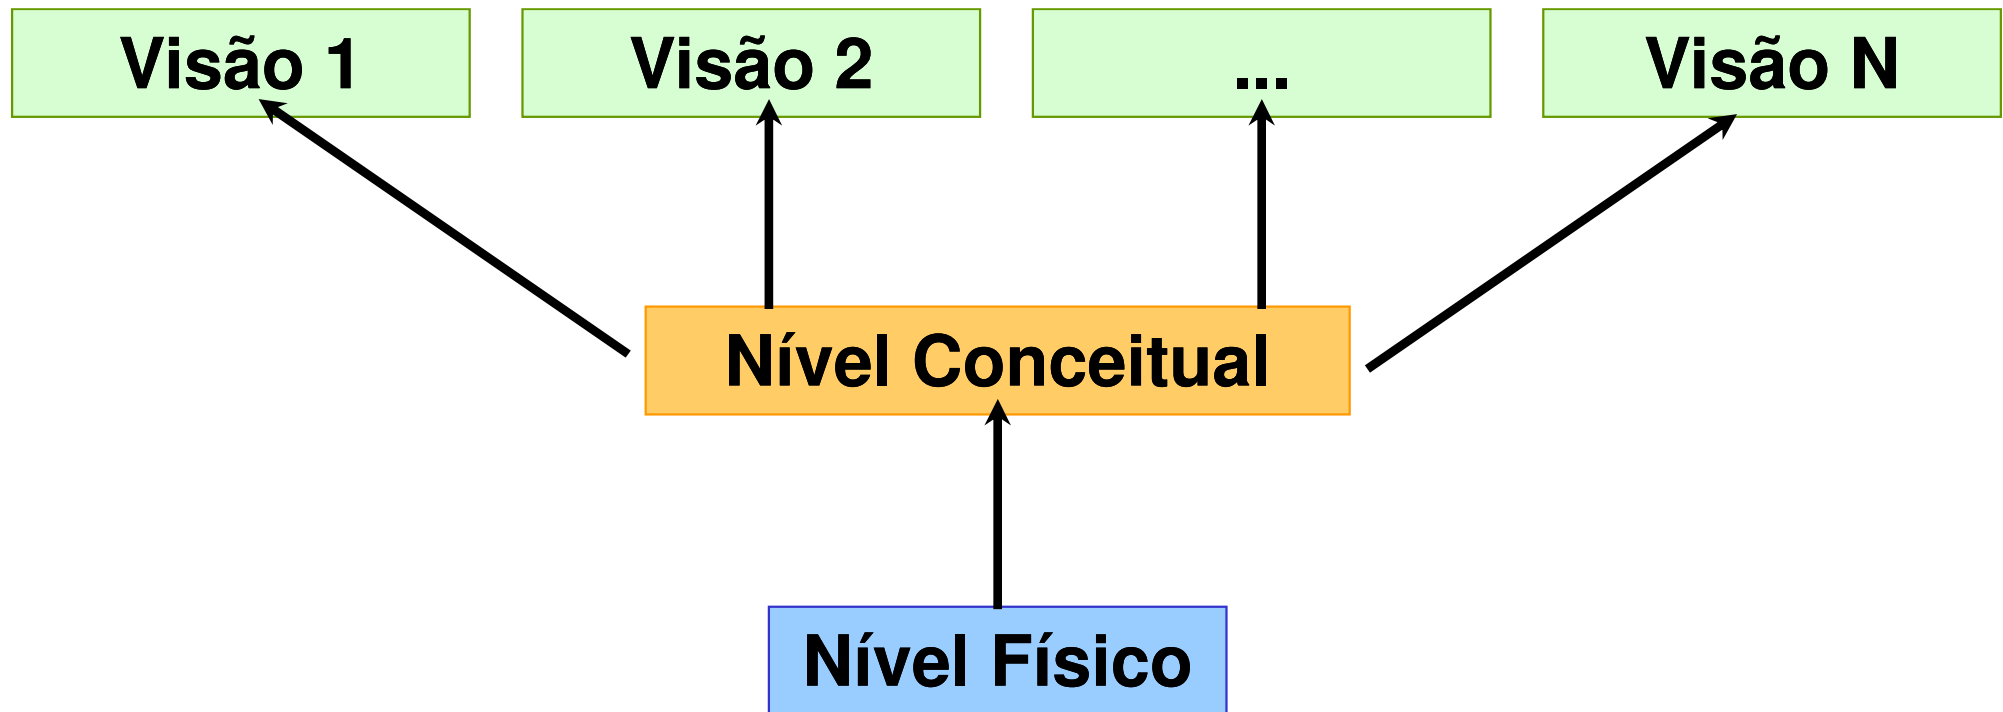 Visão 1
Visão 2
...
Visão N
Nível Conceitual
Nível Físico